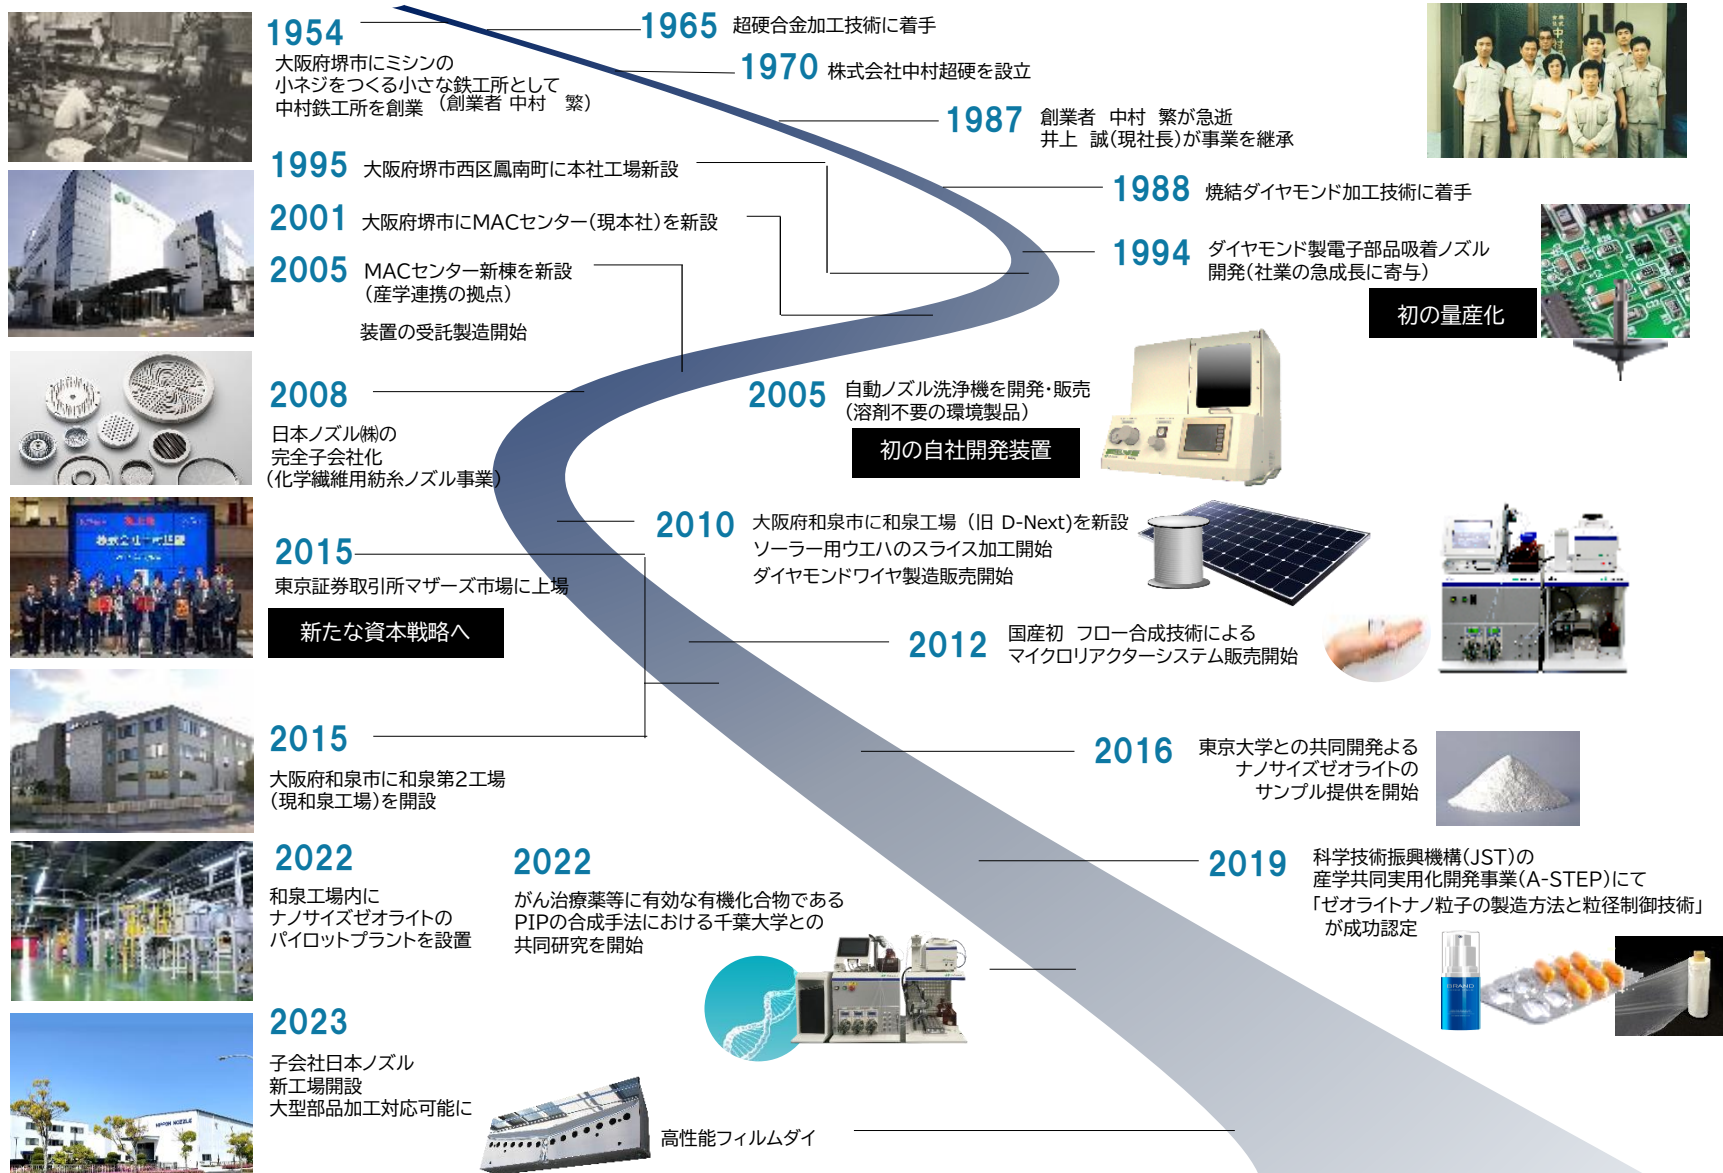 1954
大阪府堺市にミシンの
小ネジをつくる小さな鉄工所として
中村鉄工所を創業 (創業者 中村　繁)
1965 超硬合金加工技術に着手
1970 株式会社中村超硬を設立
1987 創業者　中村　繁が急逝
井上　誠(現社長)が事業を継承
1988 焼結ダイヤモンド加工技術に着手
1994 ダイヤモンド製電子部品吸着ノズル
開発(社業の急成長に寄与)
初の量産化
1995 大阪府堺市西区鳳南町に本社工場新設
2001 大阪府堺市にMACセンター(現本社)を新設
2005 MACセンター新棟を新設
(産学連携の拠点)
装置の受託製造開始
2005 自動ノズル洗浄機を開発・販売
(溶剤不要の環境製品)
初の自社開発装置
2008
日本ノズル㈱の
完全子会社化
(化学繊維用紡糸ノズル事業)
2010 大阪府和泉市に和泉工場（旧 D-Next)を新設
ソーラー用ウエハのスライス加工開始
ダイヤモンドワイヤ製造販売開始
2012 国産初　フロー合成技術による
マイクロリアクターシステム販売開始
2015
東京証券取引所マザーズ市場に上場
新たな資本戦略へ
2015
大阪府和泉市に和泉第2工場
(現和泉工場)を開設
2016 東京大学との共同開発よる
ナノサイズゼオライトの
サンプル提供を開始
2019 科学技術振興機構(JST)の
産学共同実用化開発事業(A-STEP)にて
「ゼオライトナノ粒子の製造方法と粒径制御技術」
が成功認定
BRAND
2022
和泉工場内に
ナノサイズゼオライトの
パイロットプラントを設置
2022
がん治療薬等に有効な有機化合物である
PIPの合成手法における千葉大学との
共同研究を開始
2023
子会社日本ノズル
新工場開設
大型部品加工対応可能に
NIPPON NOZZLE
高性能フィルムダイ